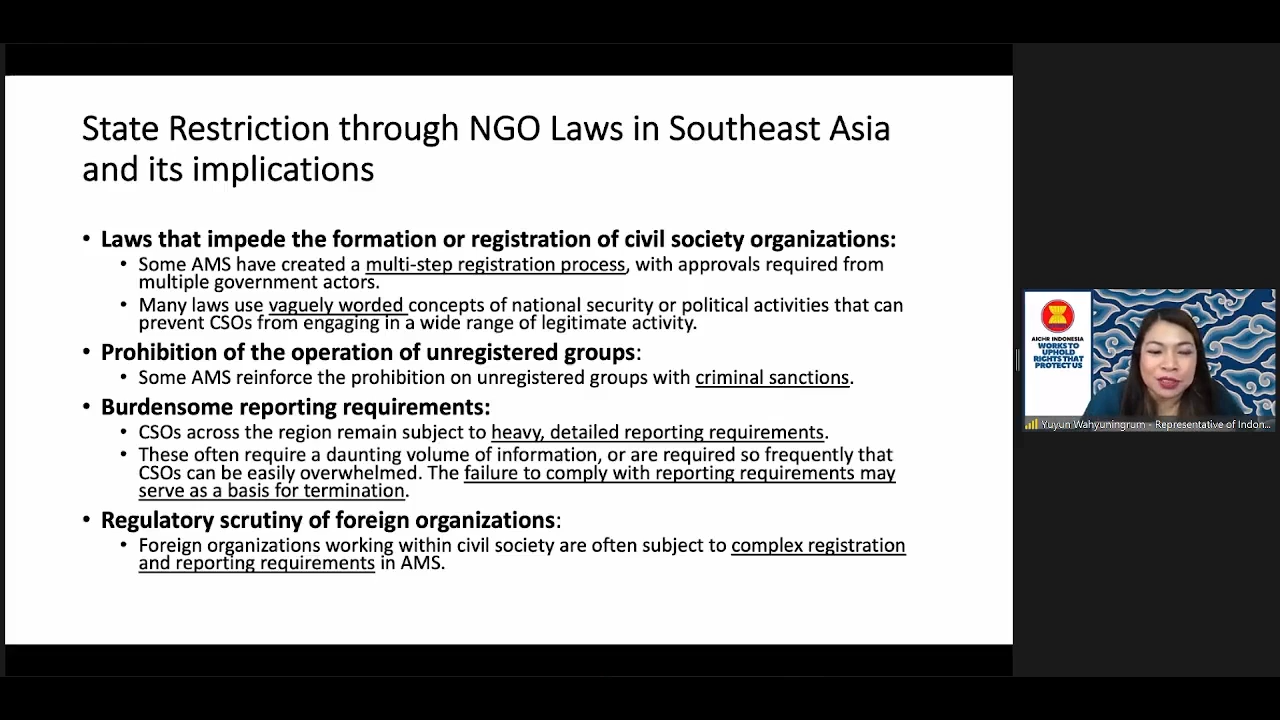 State Restriction through NGO Laws in Southeast Asia
and its implications
• Laws that impede the formation or registration of civil society organizations:
• Some AMS have created a multi-step registration process, with approvals required from
multiple government actors.
• Many laws use vaguely worded concepts of national security or political activities that can
prevent CSOs from engaging in a wide range of legitimate activity.
• Prohibition of the operation of unregistered groups:
• Some AMS reinforce the prohibition on unregistered groups with criminal sanctions.
• Burdensome reporting requirements:
• CSOs across the region remain subject to heavy, detailed reporting requirements.
• These often require a daunting volume of information, or are required so frequently that
CSOs can be easily overwhelmed. The failure to comply with reporting requirements may
serve as a basis for termination.
• Regulatory scrutiny of foreign organizations:
• Foreign organizations working within civil society are often subject to complex registration
and reporting requirements in AMS.
AICHR INDONESIA
WORKS TO
UPHOLD
RIGHTS THAT
PROTECT US
Yuyun Wahyuningrum - Representative of Indon...